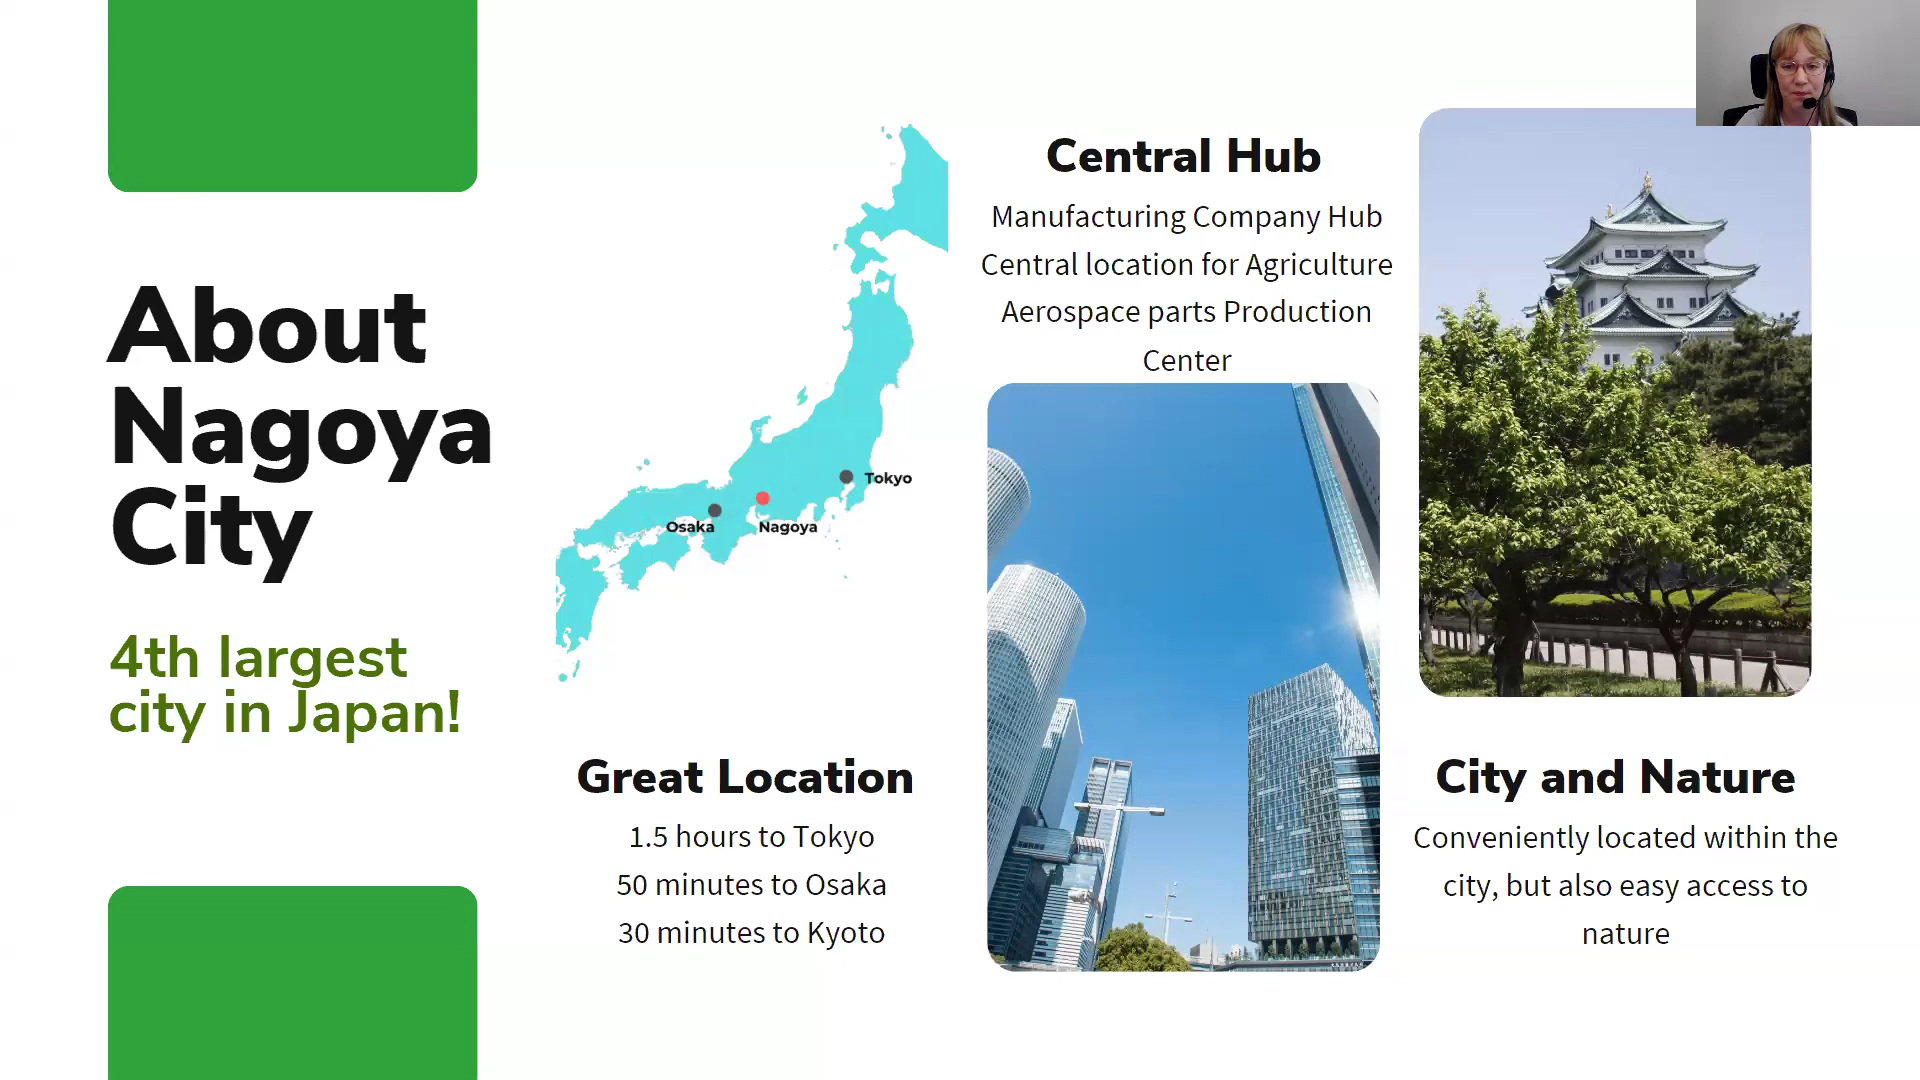 About
Nagoya
City
4th largest
city in Japan!
Tokyo
Osaka
Nagoya
Great Location
1.5 hours to Tokyo
50 minutes to Osaka
30 minutes to Kyoto
Central Hub
Manufacturing Company Hub
Central location for Agriculture
Aerospace parts Production
Center
City and Nature
Conveniently located within the
city, but also easy access to
nature